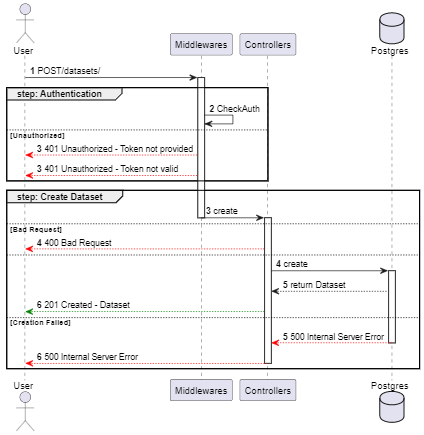 User
Middlewares
Controllers
Postgres
1 POST/datasets/
step: Authentication
2 CheckAuth
[Unauthorized]
3 401 Unauthorized - Token not provided
3 401 Unauthorized - Token not valid
step: Create Dataset
3 create
[Bad Request]
4 400 Bad Request
4 create
5 return Dataset
6 201 Created - Dataset
[Creation Failed]
5 500 Internal Server Error
6 500 Internal Server Error
User
Middlewares
Controllers
Postgres